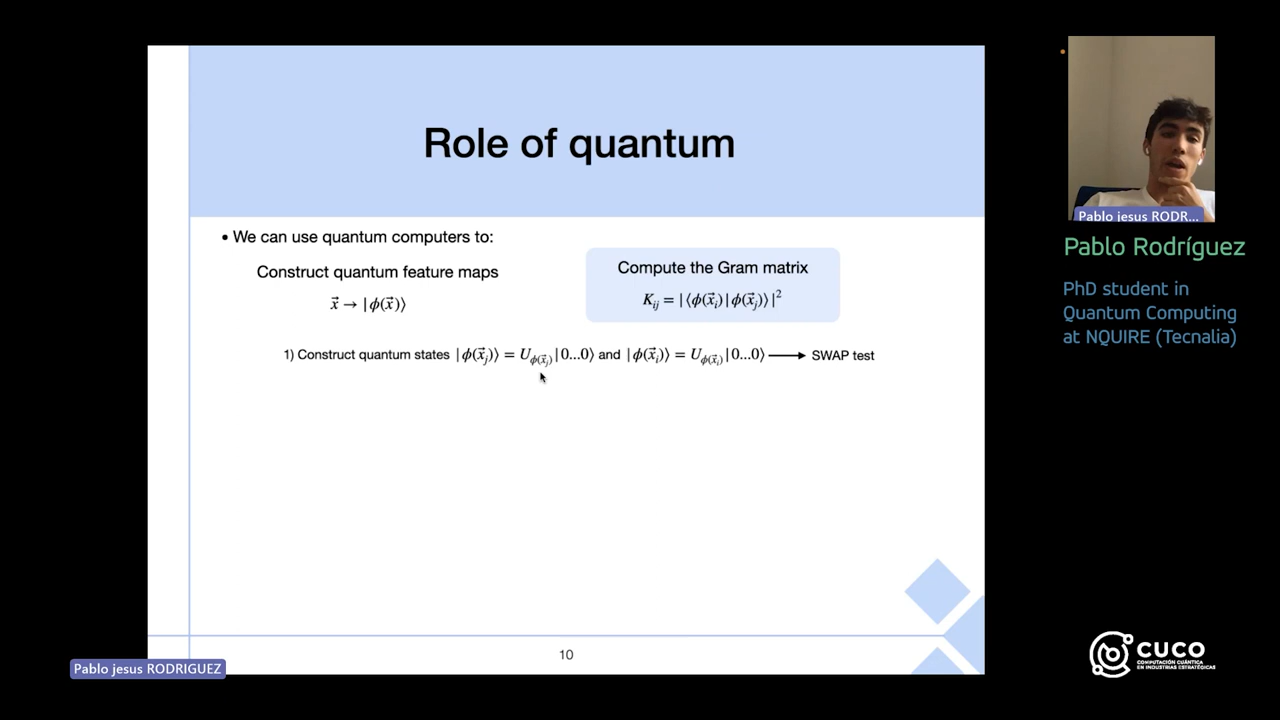 Role of quantum
• We can use quantum computers to:
Construct quantum feature maps
x⃗ → |ϕ(x⃗)⟩
Compute the Gram matrix
K_ij = |⟨ϕ(x⃗_i)|ϕ(x⃗_j)⟩|²
1) Construct quantum states |ϕ(x⃗_j)⟩ = U_ϕ(x⃗_j)|0...0⟩ and |ϕ(x⃗_i)⟩ = U_ϕ(x⃗_i)|0...0⟩ ⟶ SWAP test
10
Pablo jesus RODRIGUEZ
Pablo jesus RODR...
Pablo Rodríguez
PhD student in
Quantum Computing
at NQUIRE (Tecnalia)
CUCO
COMPUTACIÓN CUÁNTICA
EN INDUSTRIAS ESTRATÉGICAS